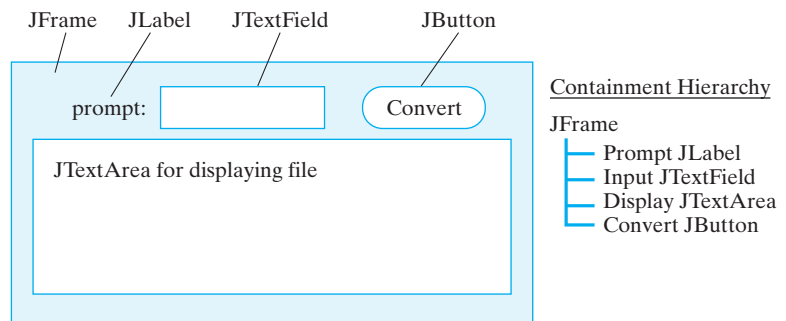 JFrame JLabel JTextField JButton
prompt: Convert
JTextArea for displaying file
Containment Hierarchy
JFrame
Prompt JLabel
Input JTextField
Display JTextArea
Convert JButton